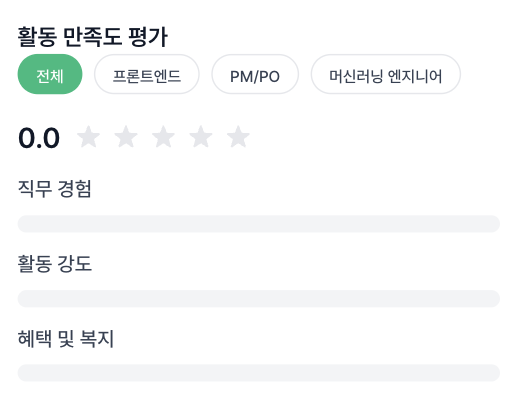 활동 만족도 평가
전체 프론트엔드 PM/PO 머신러닝 엔지니어
0.0
직무 경험
활동 강도
혜택 및 복지